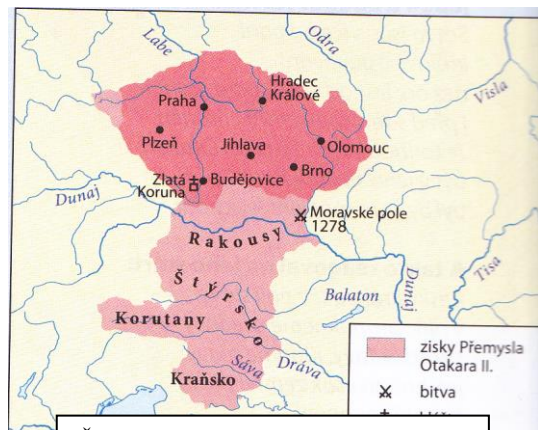 Labe
Odra
Visla
Hradec
Králové
Praha
Plzeň
Jihlava
Olomouc
Brno
Zlatá
Koruna
Budějovice
Dunaj
Moravské pole
1278
Rakousy
Štýrsko
Dunaj
Tisa
Balaton
Korutany
Dráva
Sáva
Kraňsko
zisky Přemysla
Otakara II.
bitva